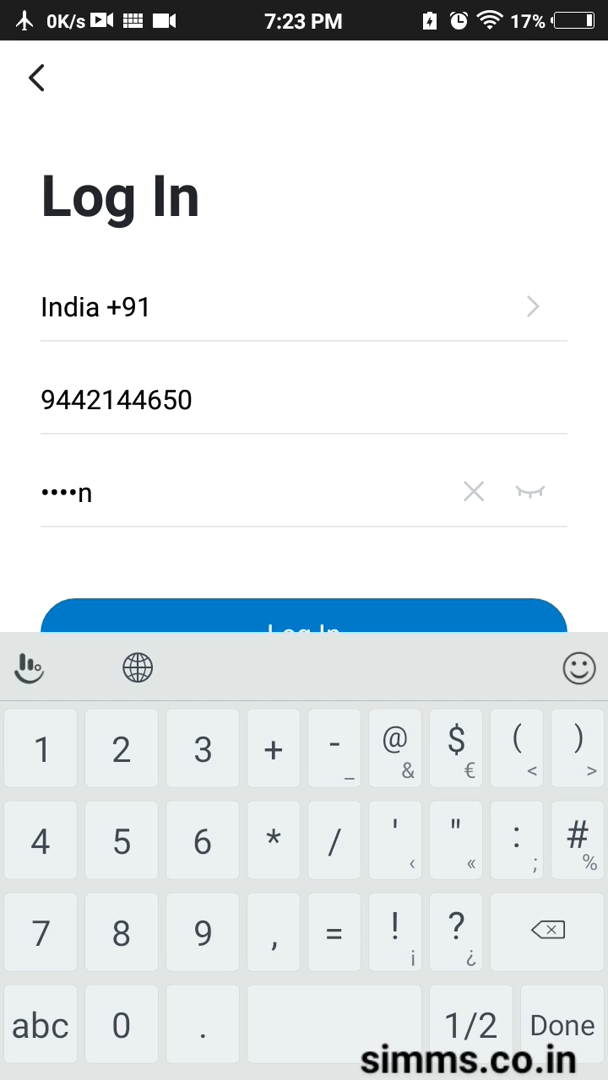 0K/s 7:23 PM 17%
Log In
India +91
9442144650
••••n
Log In
1 2 3 + - _ @ & $ € ( < ) >
4 5 6 * / ' ‹ " « : ; # %
7 8 9 , = ! ¡ ? ¿
abc 0 . 1/2 Done
simms.co.in